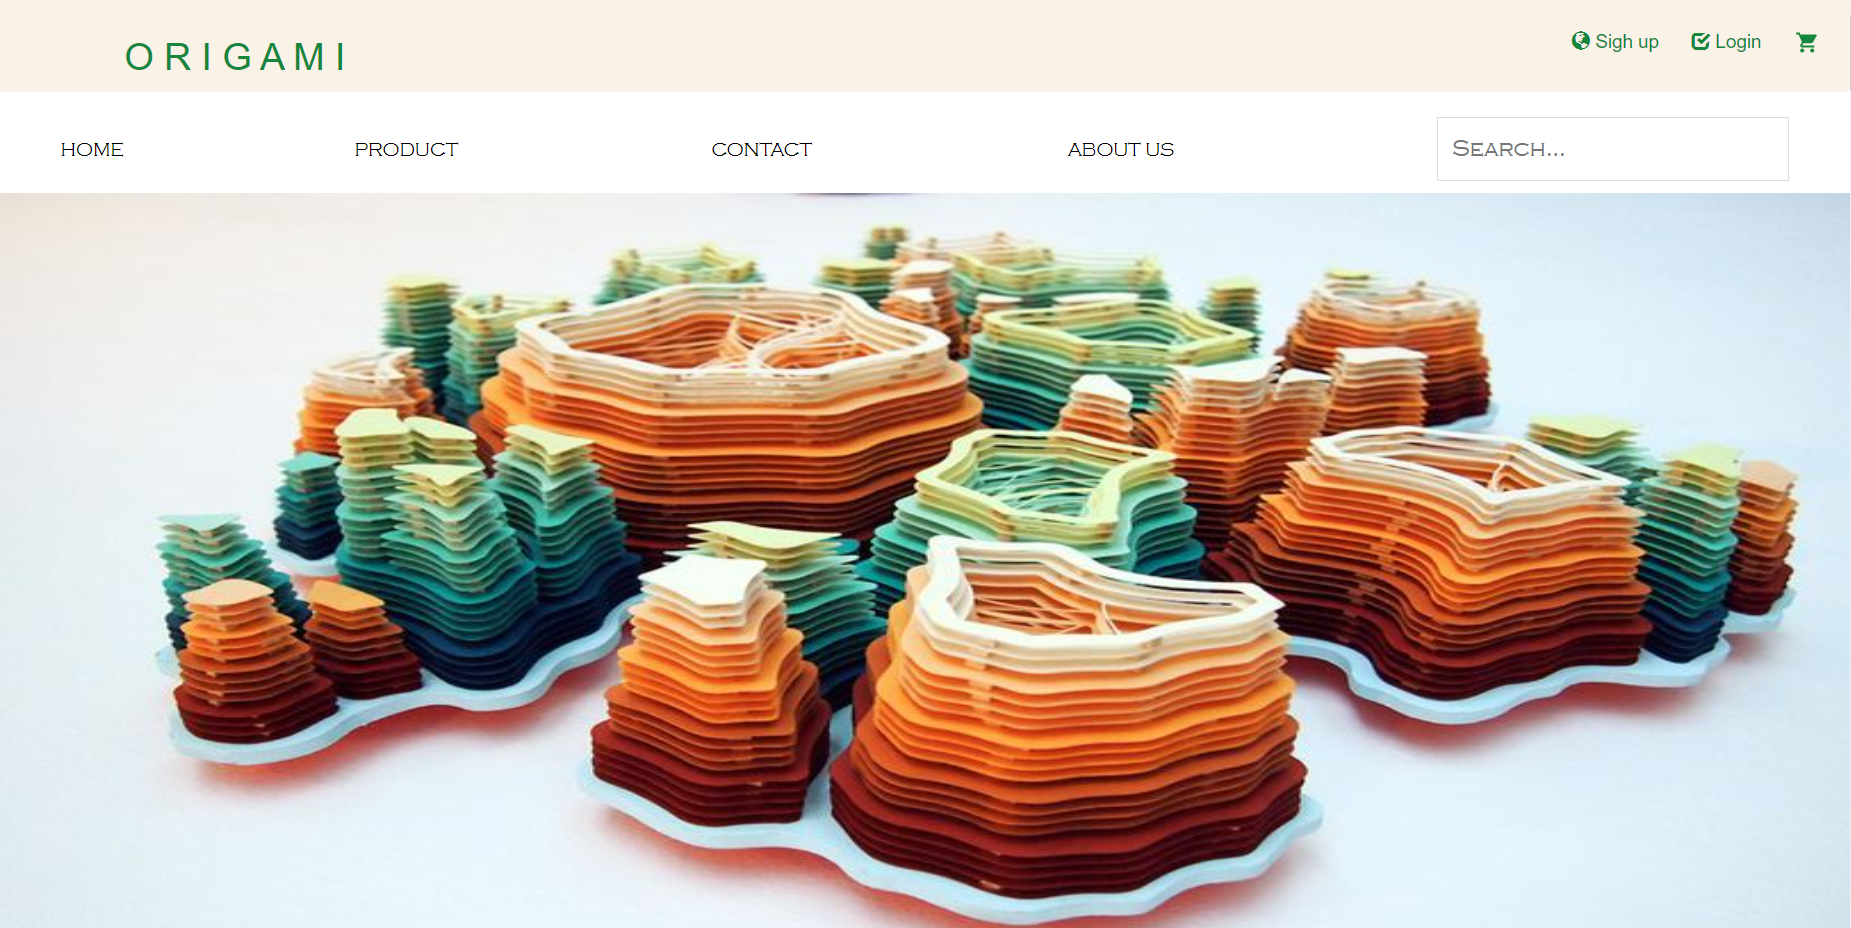 ORIGAMI
Sigh up
Login
HOME
PRODUCT
CONTACT
ABOUT US
Search...